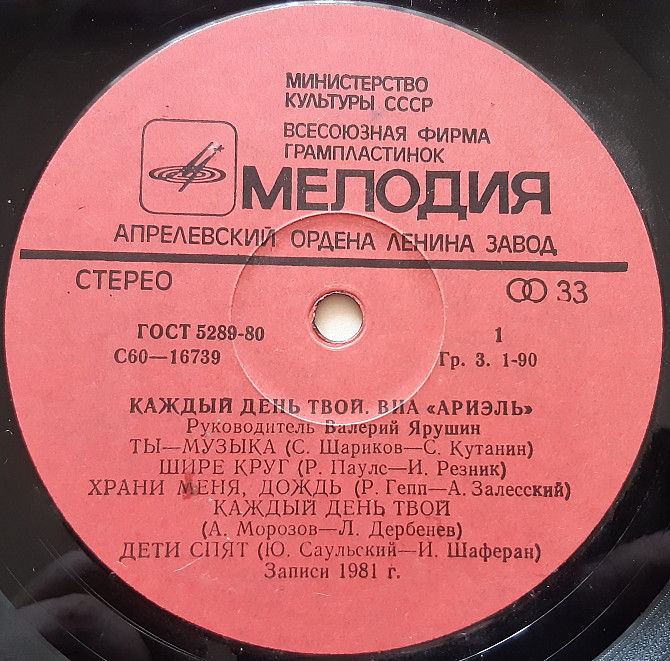 МИНИСТЕРСТВО
КУЛЬТУРЫ СССР
ВСЕСОЮЗНАЯ ФИРМА
ГРАМПЛАСТИНОК
МЕЛОДИЯ
АПРЕЛЕВСКИЙ ОРДЕНА ЛЕНИНА ЗАВОД
СТЕРЕО 33
ГОСТ 5289-80 1
С60—16739 Гр. 3. 1-90
КАЖДЫЙ ДЕНЬ ТВОЙ. ВИА «АРИЭЛЬ»
Руководитель Валерий Ярушин
ТЫ—МУЗЫКА (С. Шариков—С. Кутанин)
ШИРЕ КРУГ (Р. Паулс—И. Резник)
ХРАНИ МЕНЯ, ДОЖДЬ (Р. Гепп—А. Залесский)
КАЖДЫЙ ДЕНЬ ТВОЙ
(А. Морозов—Л. Дербенев)
ДЕТИ СПЯТ (Ю. Саульский—И. Шаферан)
Записи 1981 г.